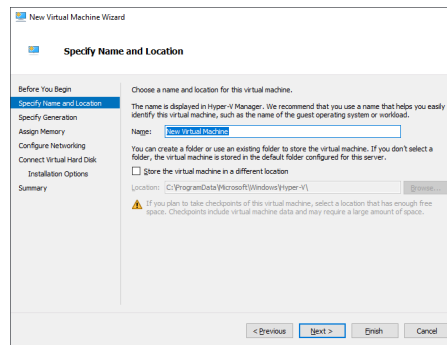 New Virtual Machine Wizard
Specify Name and Location
Before You Begin
Specify Name and Location
Specify Generation
Assign Memory
Configure Networking
Connect Virtual Hard Disk
Installation Options
Summary
Choose a name and location for this virtual machine.
The name is displayed in Hyper-V Manager. We recommend that you use a name that helps you easily
identify this virtual machine, such as the name of the guest operating system or workload.
Name: New Virtual Machine
You can create a folder or use an existing folder to store the virtual machine. If you don't select a
folder, the virtual machine is stored in the default folder configured for this server.
Store the virtual machine in a different location
Location: C:\ProgramData\Microsoft\Windows\Hyper-V\ Browse...
If you plan to take checkpoints of this virtual machine, select a location that has enough free
space. Checkpoints include virtual machine data and may require a large amount of space.
< Previous Next > Finish Cancel